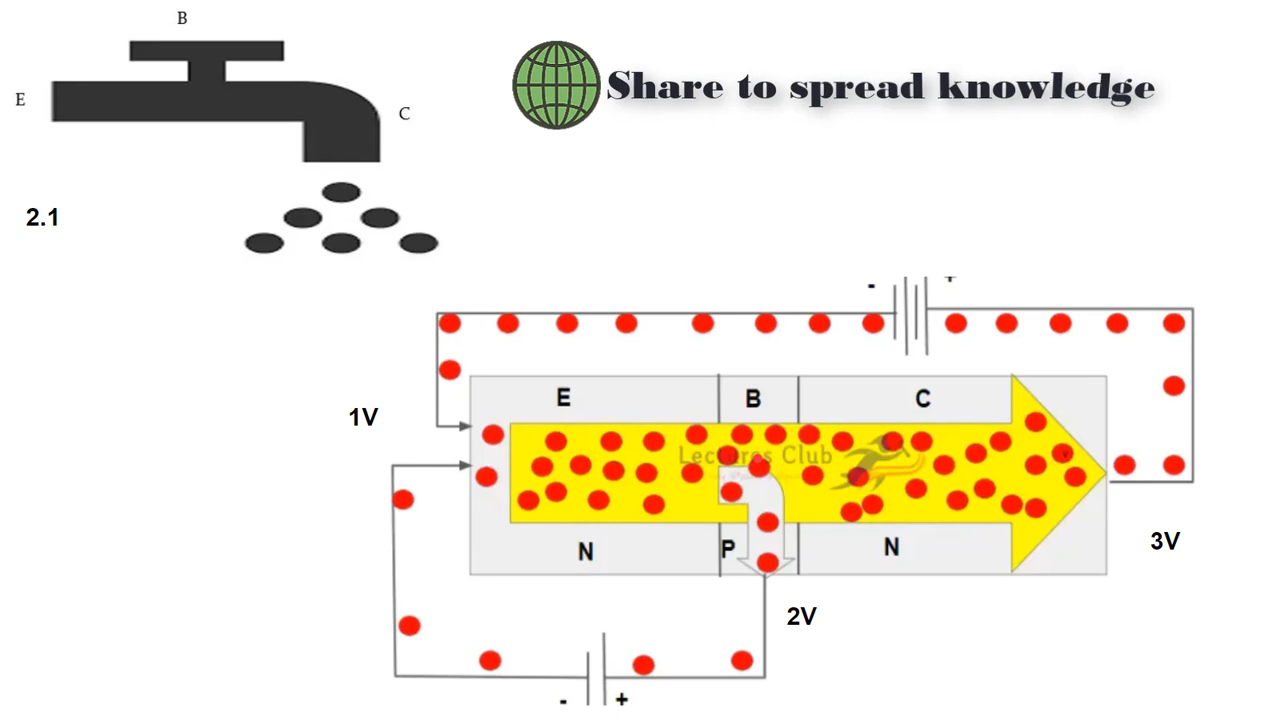 B
Share to spread knowledge
E
C
2.1
- +
E B C
1V
Lectures Club
N P N
3V
2V
- +